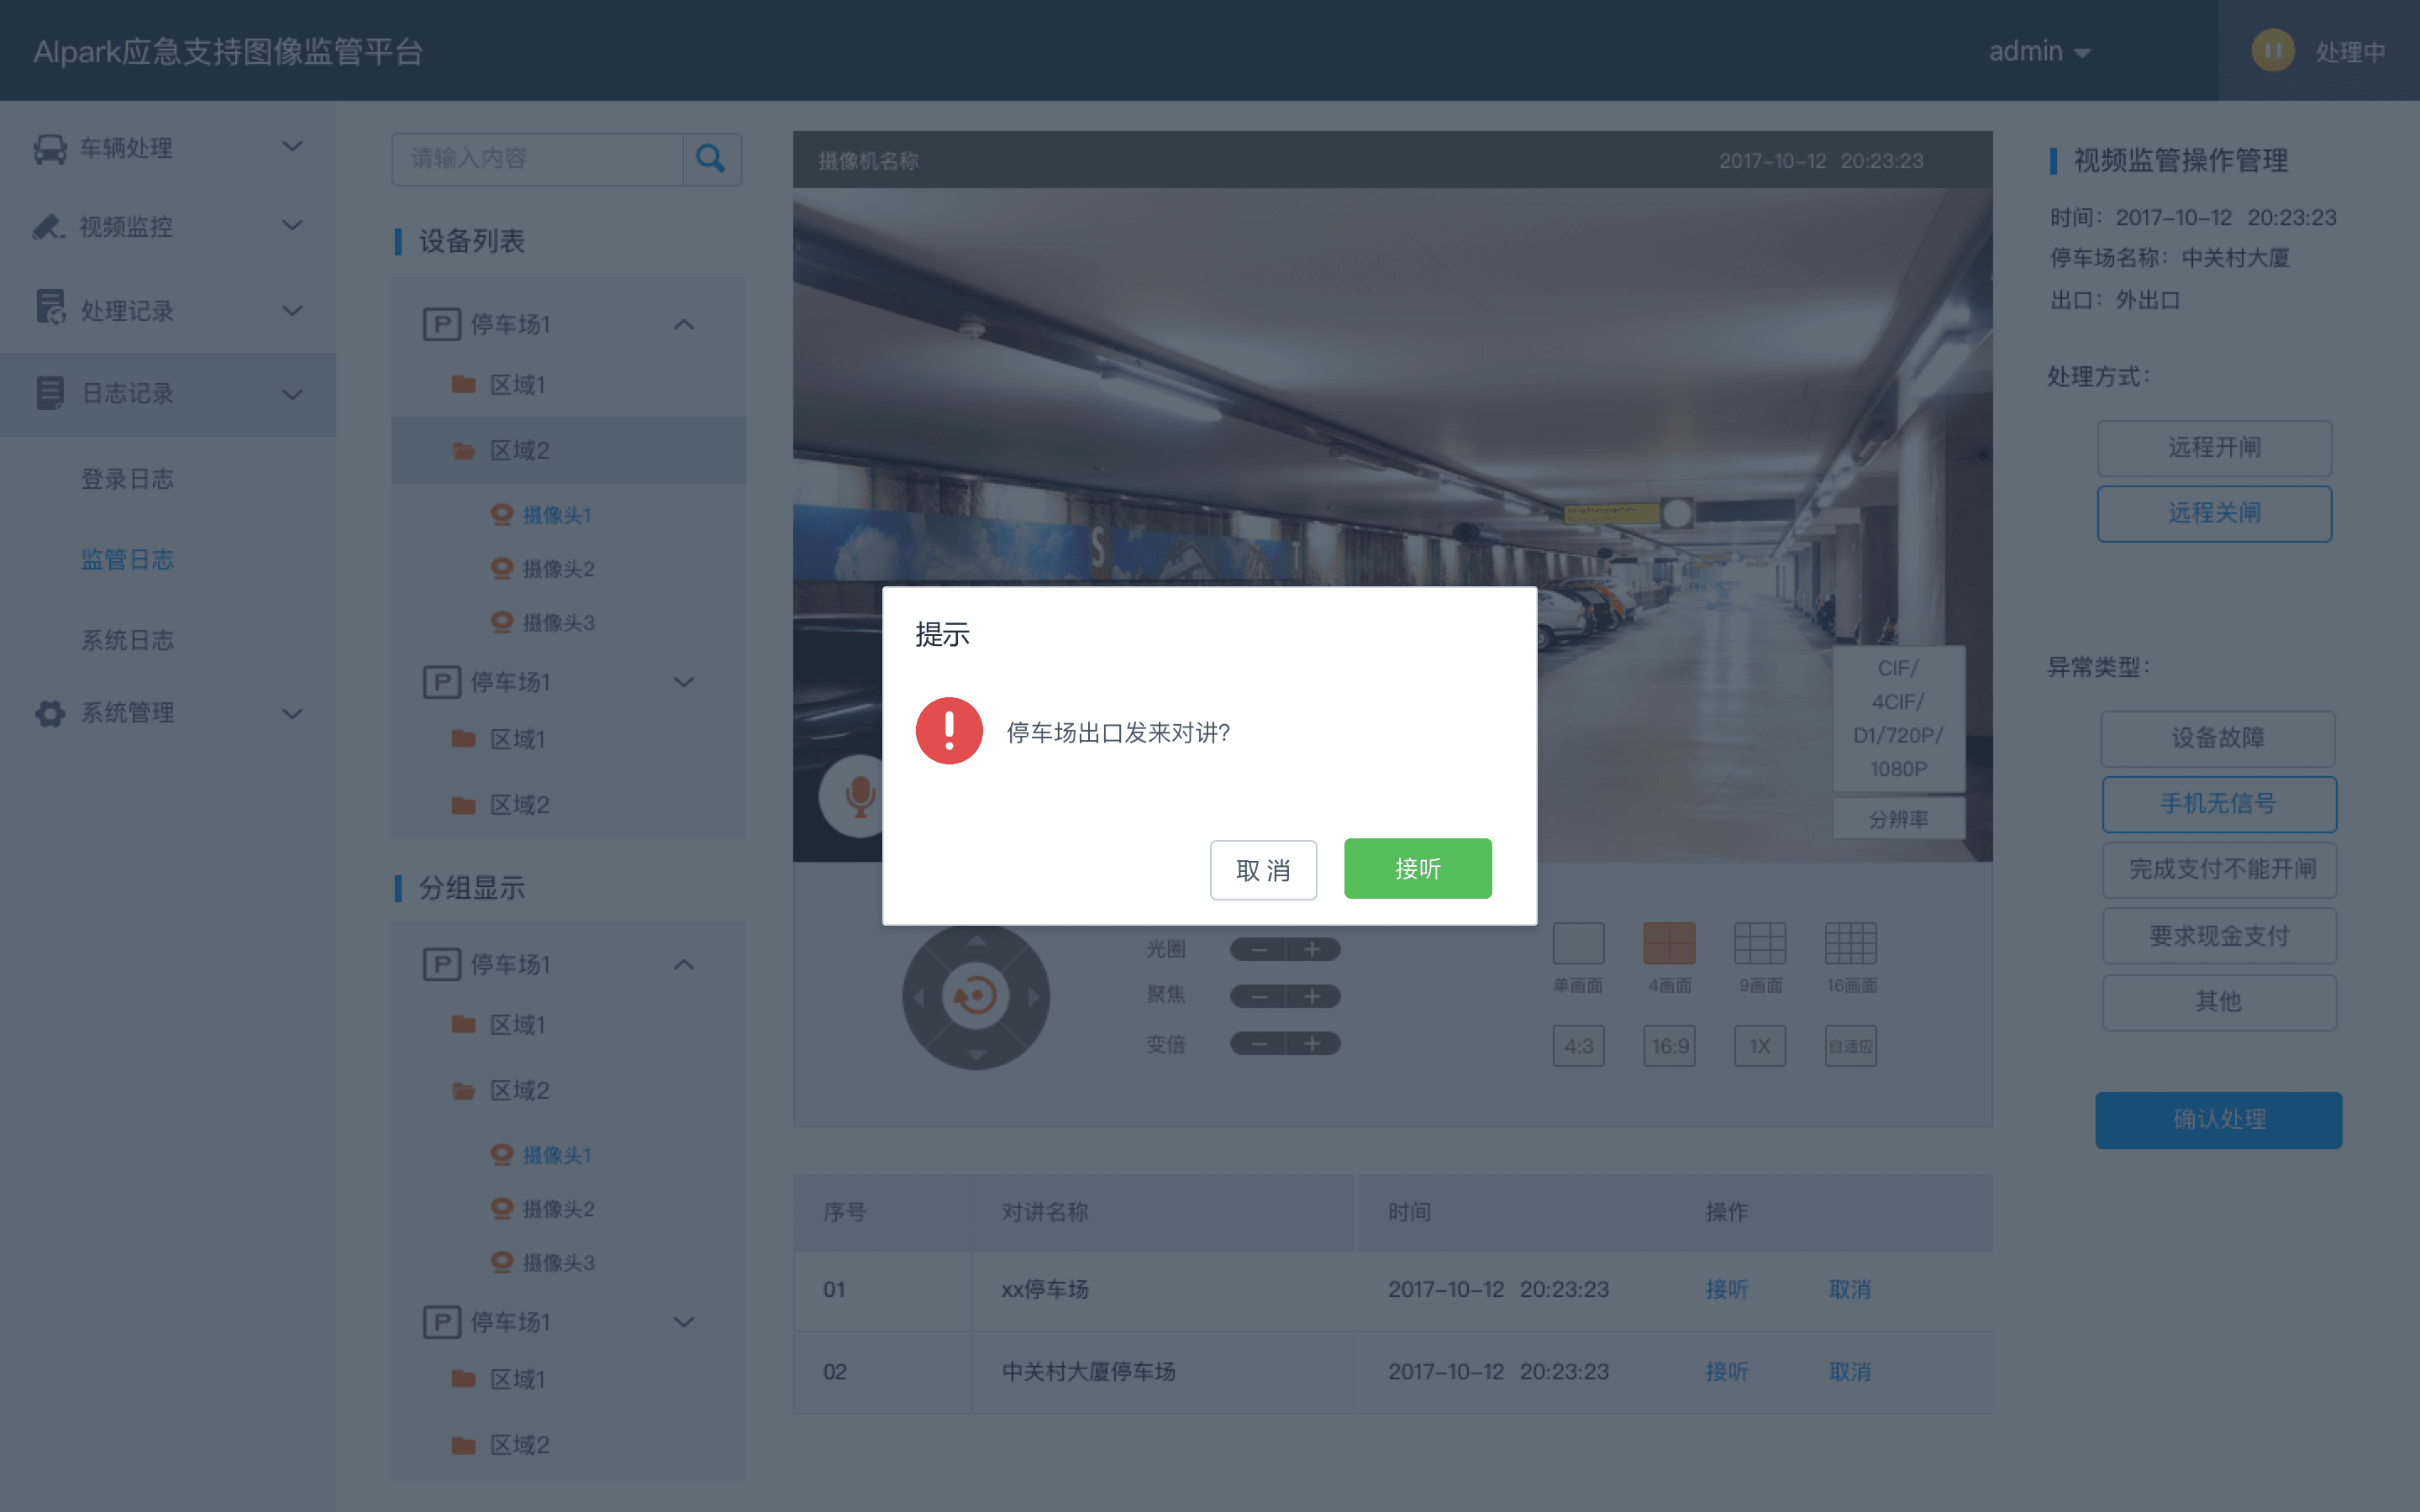 AIpark应急支持图像监管平台
admin
处理中
车辆处理
视频监控
处理记录
日志记录
登录日志
监管日志
系统日志
系统管理
请输入内容
设备列表
P 停车场1
区域1
区域2
摄像头1
摄像头2
摄像头3
P 停车场1
区域1
区域2
分组显示
P 停车场1
区域1
区域2
摄像头1
摄像头2
摄像头3
P 停车场1
区域1
区域2
摄像机名称
2017-10-12 20:23:23
S
CIF/
4CIF/
D1/720P/
1080P
分辨率
提示
停车场出口发来对讲?
取 消
接听
光圈
聚焦
变倍
单画面
4画面
9画面
16画面
4:3
16:9
1X
自适应
序号 对讲名称 时间 操作
01 xx停车场 2017-10-12 20:23:23 接听 取消
02 中关村大厦停车场 2017-10-12 20:23:23 接听 取消
视频监管操作管理
时间：2017-10-12 20:23:23
停车场名称：中关村大厦
出口：外出口
处理方式：
远程开闸
远程关闸
异常类型：
设备故障
手机无信号
完成支付不能开闸
要求现金支付
其他
确认处理